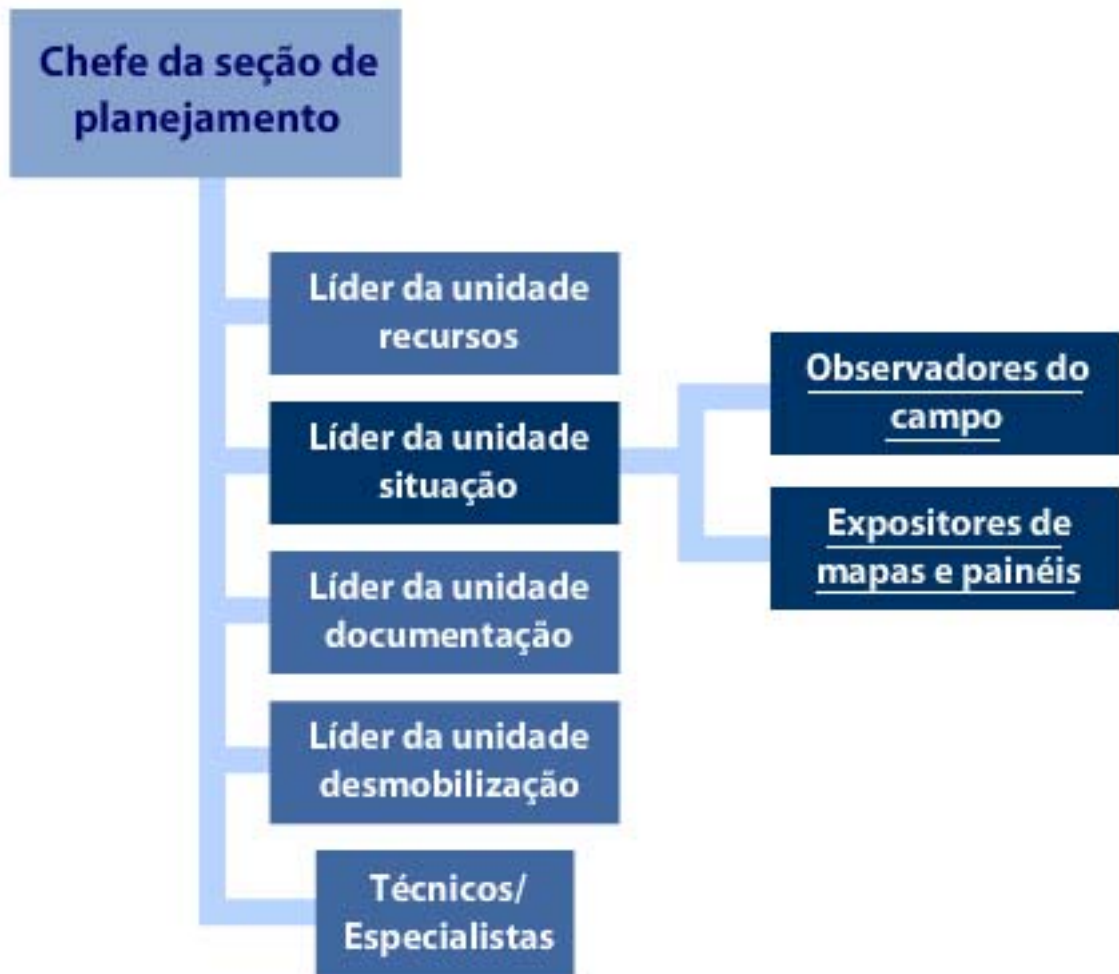 Chefe da seção de
planejamento
Líder da unidade
recursos
Líder da unidade
situação
Observadores do
campo
Expositores de
mapas e painéis
Líder da unidade
documentação
Líder da unidade
desmobilização
Técnicos/
Especialistas